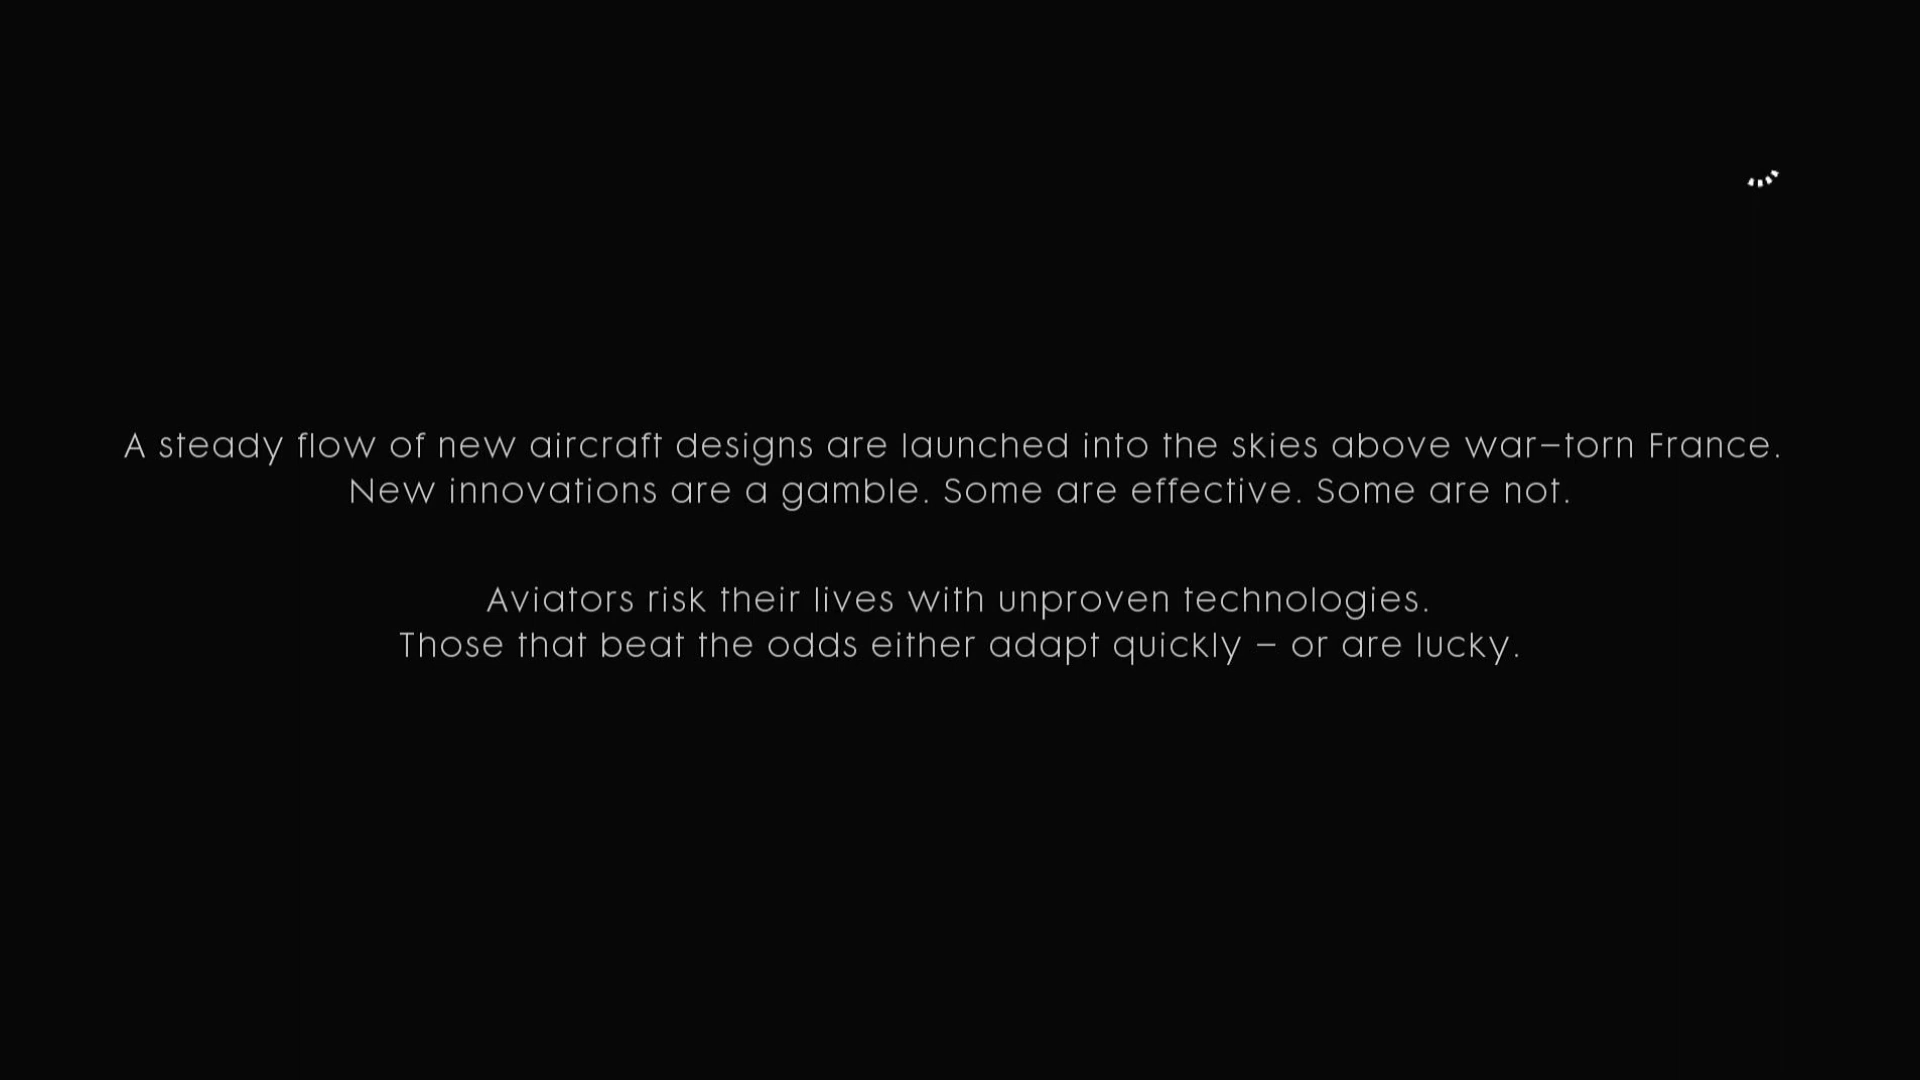 A steady flow of new aircraft designs are launched into the skies above war–torn France.
New innovations are a gamble. Some are effective. Some are not.
Aviators risk their lives with unproven technologies.
Those that beat the odds either adapt quickly – or are lucky.